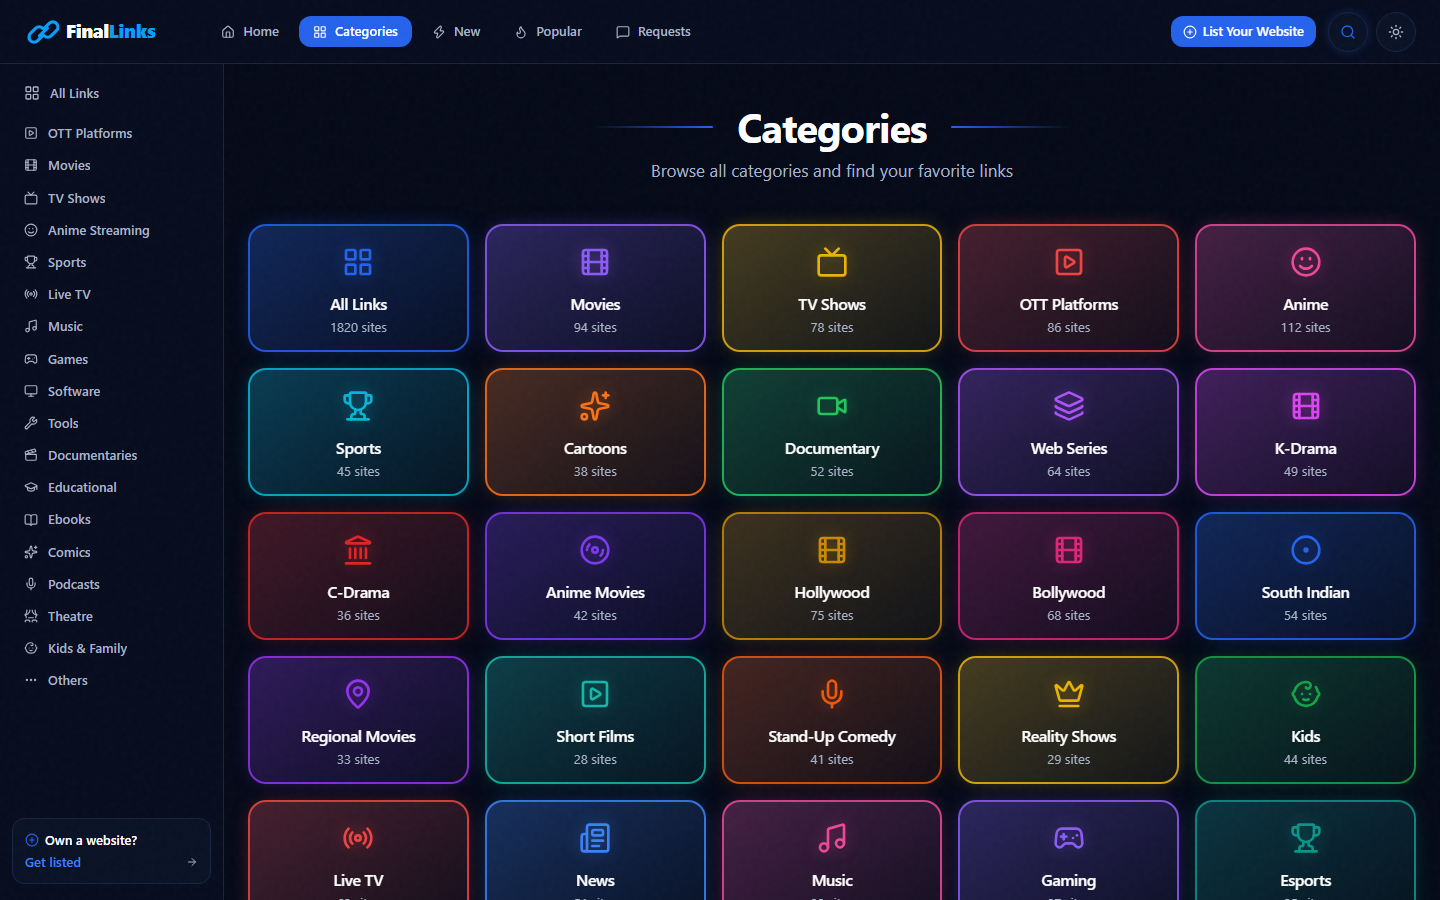 FinalLinks
Home
Categories
New
Popular
Requests
List Your Website
All Links
OTT Platforms
Movies
TV Shows
Anime Streaming
Sports
Live TV
Music
Games
Software
Tools
Documentaries
Educational
Ebooks
Comics
Podcasts
Theatre
Kids & Family
Others
Own a website?
Get listed
Categories
Browse all categories and find your favorite links
All Links
1820 sites
Movies
94 sites
TV Shows
78 sites
OTT Platforms
86 sites
Anime
112 sites
Sports
45 sites
Cartoons
38 sites
Documentary
52 sites
Web Series
64 sites
K-Drama
49 sites
C-Drama
36 sites
Anime Movies
42 sites
Hollywood
75 sites
Bollywood
68 sites
South Indian
54 sites
Regional Movies
33 sites
Short Films
28 sites
Stand-Up Comedy
41 sites
Reality Shows
29 sites
Kids
44 sites
Live TV
News
Music
Gaming
Esports